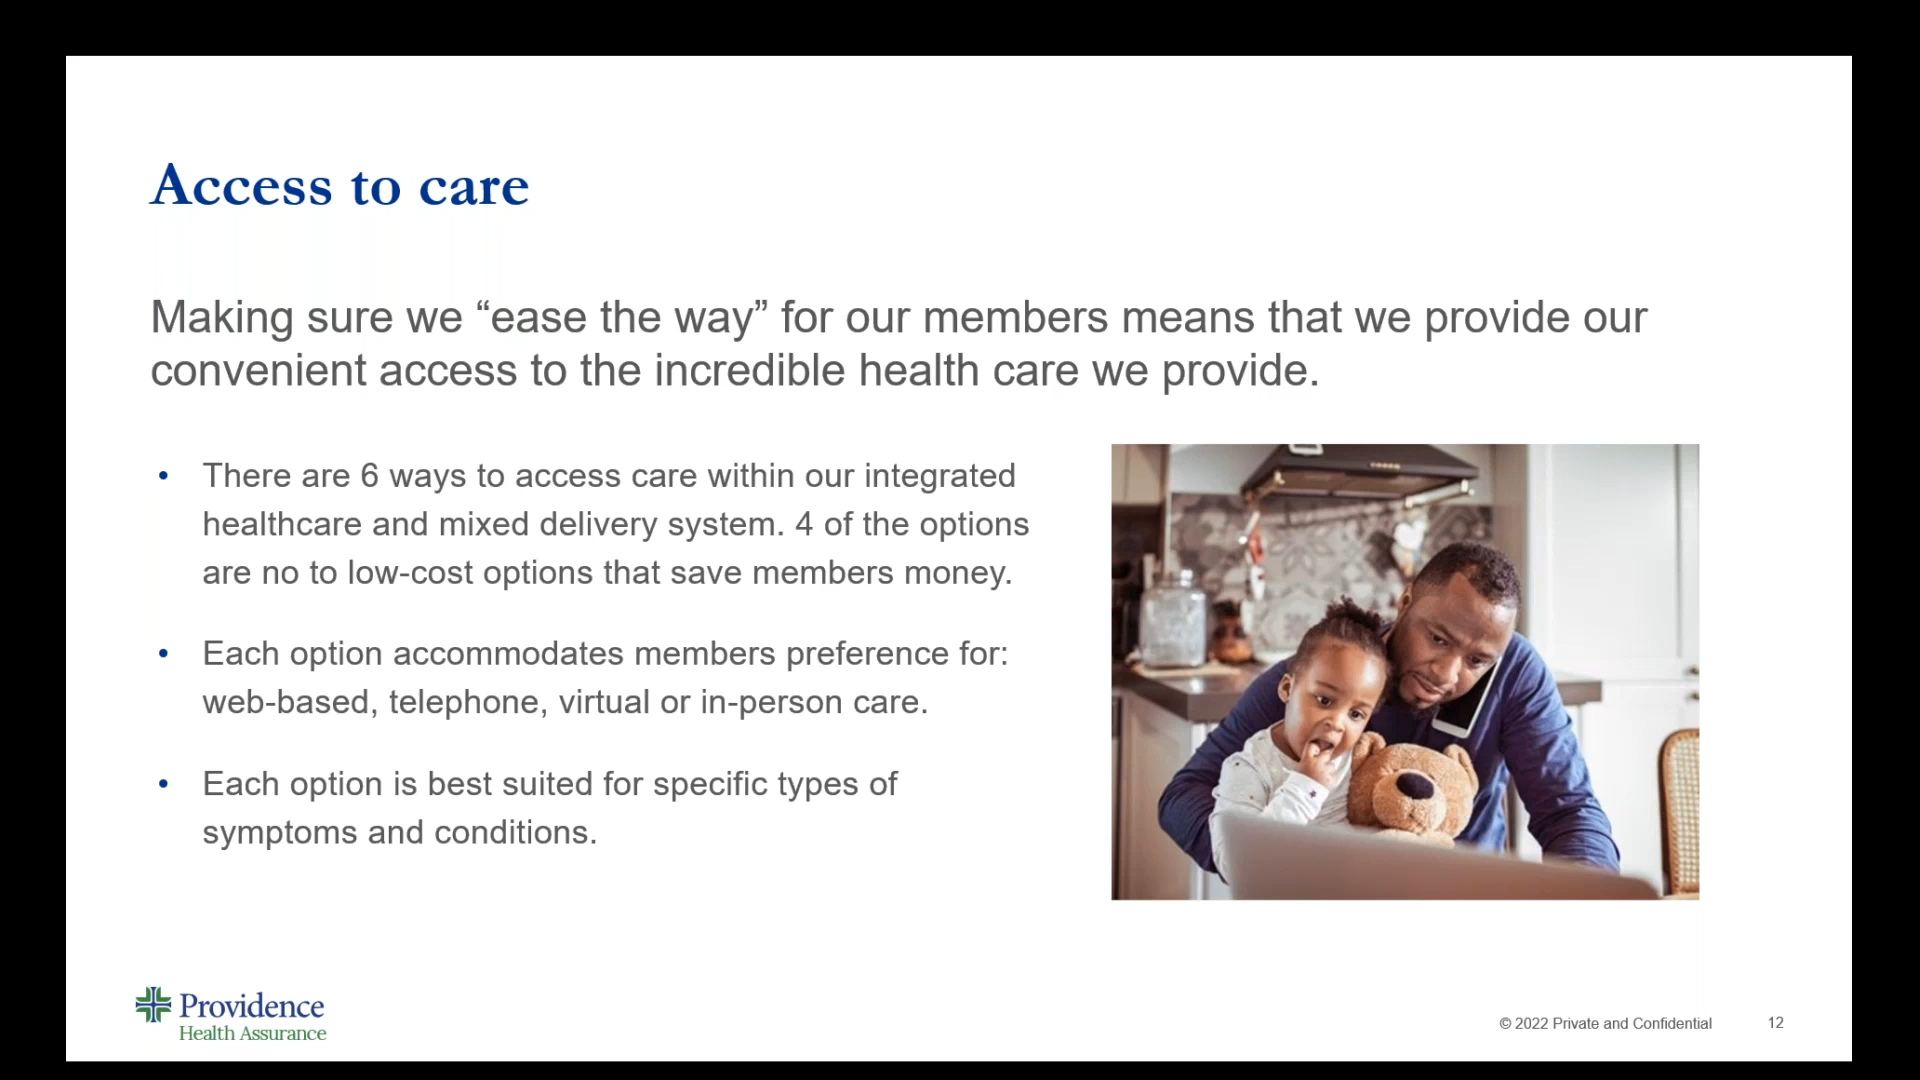 Access to care
Making sure we “ease the way” for our members means that we provide our
convenient access to the incredible health care we provide.
• There are 6 ways to access care within our integrated
healthcare and mixed delivery system. 4 of the options
are no to low-cost options that save members money.
• Each option accommodates members preference for:
web-based, telephone, virtual or in-person care.
• Each option is best suited for specific types of
symptoms and conditions.
Providence
Health Assurance
© 2022 Private and Confidential 12